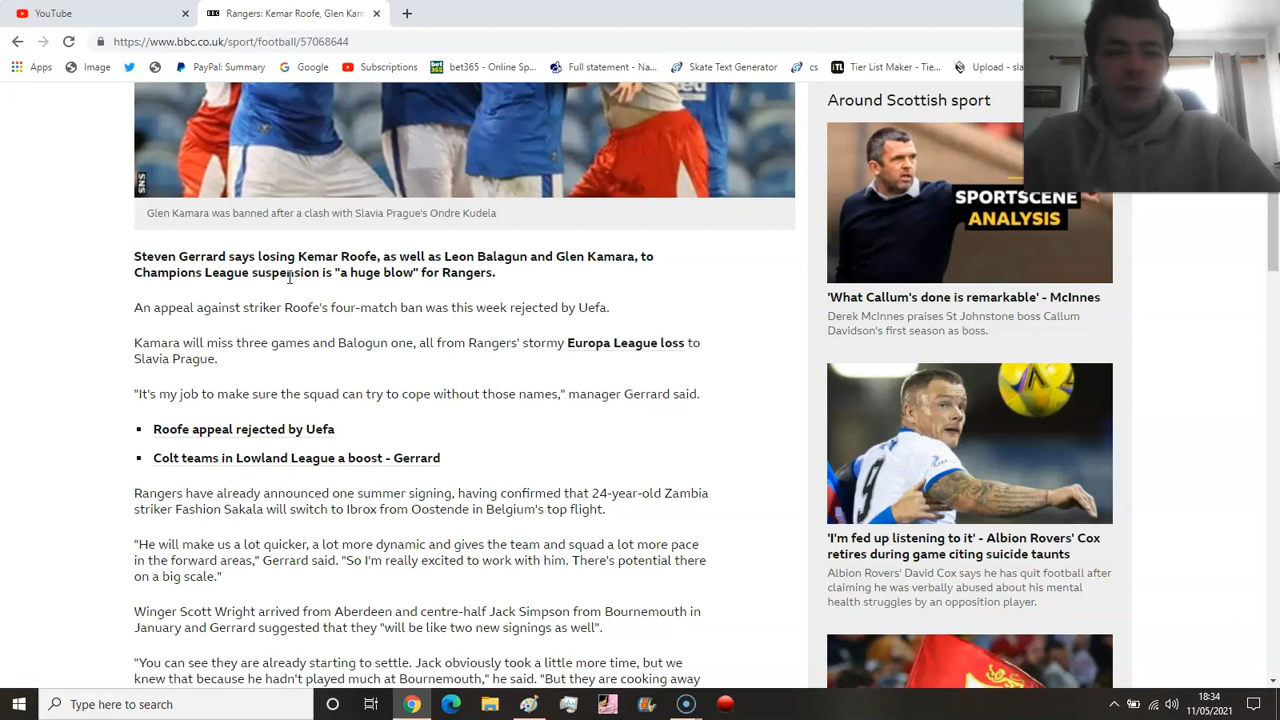 YouTube
Rangers: Kemar Roofe, Glen Kam
https://www.bbc.co.uk/sport/football/57068644
Apps
Image
PayPal: Summary
Google
Subscriptions
bet365 - Online Sp...
Full statement - Na...
Skate Text Generator
cs
Tier List Maker - Tie...
Upload - sla
SNS
Glen Kamara was banned after a clash with Slavia Prague's Ondre Kudela
Steven Gerrard says losing Kemar Roofe, as well as Leon Balagun and Glen Kamara, to
Champions League suspension is "a huge blow" for Rangers.
An appeal against striker Roofe's four-match ban was this week rejected by Uefa.
Kamara will miss three games and Balogun one, all from Rangers' stormy Europa League loss to
Slavia Prague.
"It's my job to make sure the squad can try to cope without those names," manager Gerrard said.
Roofe appeal rejected by Uefa
Colt teams in Lowland League a boost - Gerrard
Rangers have already announced one summer signing, having confirmed that 24-year-old Zambia
striker Fashion Sakala will switch to Ibrox from Oostende in Belgium's top flight.
"He will make us a lot quicker, a lot more dynamic and gives the team and squad a lot more pace
in the forward areas," Gerrard said. "So I'm really excited to work with him. There's potential there
on a big scale."
Winger Scott Wright arrived from Aberdeen and centre-half Jack Simpson from Bournemouth in
January and Gerrard suggested that they "will be like two new signings as well".
"You can see they are already starting to settle. Jack obviously took a little more time, but we
knew that because he hadn't played much at Bournemouth," he said. "But they are cooking away
Around Scottish sport
SPORTSCENE
ANALYSIS
'What Callum's done is remarkable' - McInnes
Derek McInnes praises St Johnstone boss Callum
Davidson's first season as boss.
9
'I'm fed up listening to it' - Albion Rovers' Cox
retires during game citing suicide taunts
Albion Rovers' David Cox says he has quit football after
claiming he was verbally abused about his mental
health struggles by an opposition player.
Type here to search
18:34
11/05/2021